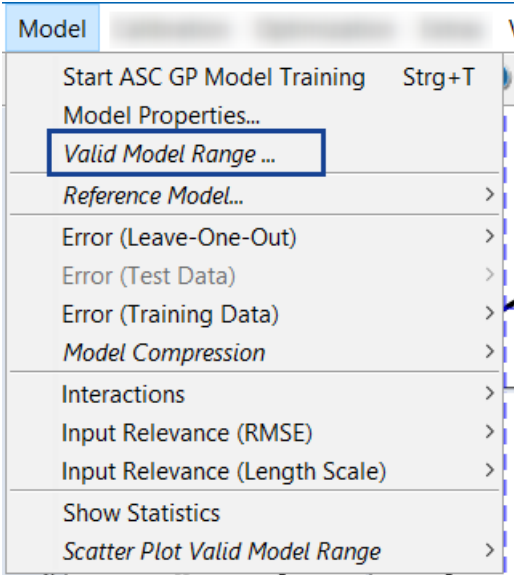 Model
Start ASC GP Model Training Strg+T
Model Properties...
Valid Model Range ...
Reference Model...
Error (Leave-One-Out)
Error (Test Data)
Error (Training Data)
Model Compression
Interactions
Input Relevance (RMSE)
Input Relevance (Length Scale)
Show Statistics
Scatter Plot Valid Model Range